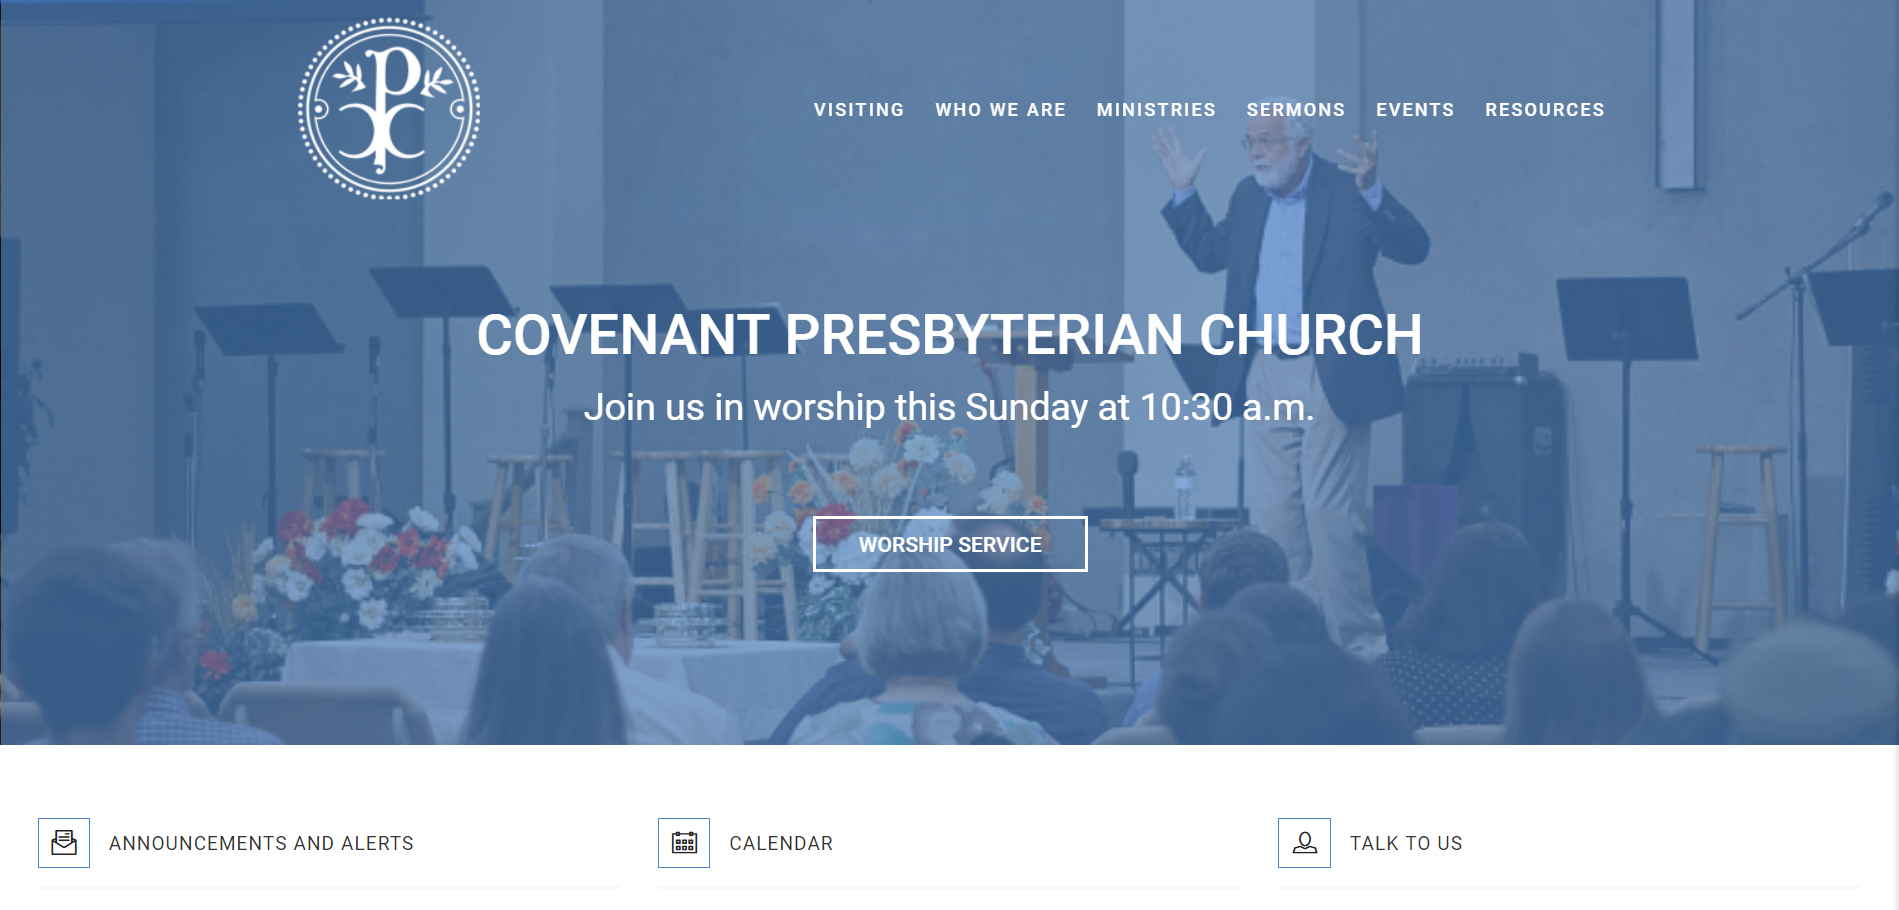 VISITING WHO WE ARE MINISTRIES SERMONS EVENTS RESOURCES
COVENANT PRESBYTERIAN CHURCH
Join us in worship this Sunday at 10:30 a.m.
WORSHIP SERVICE
ANNOUNCEMENTS AND ALERTS
CALENDAR
TALK TO US